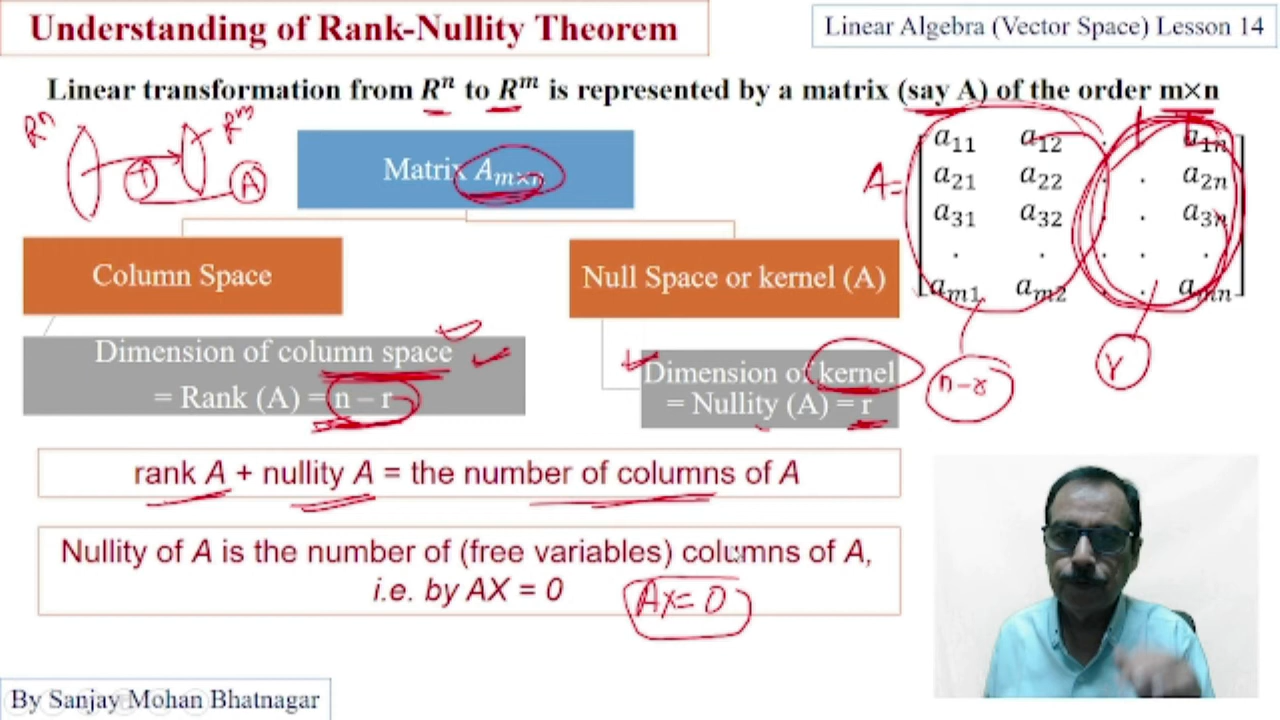 Understanding of Rank-Nullity Theorem
Linear Algebra (Vector Space) Lesson 14
Linear transformation from Rⁿ to Rᵐ is represented by a matrix (say A) of the order m×n
Rⁿ
Rᵐ
T
A
Matrix A_{m×n}
A=
a₁₁ a₁₂ . . a₁ₙ
a₂₁ a₂₂ . . a₂ₙ
a₃₁ a₃₂ . . a₃ₙ
. . . . .
aₘ₁ aₘ₂ . . aₘₙ
Column Space
Null Space or kernel (A)
Dimension of column space
= Rank (A) = n – r
Dimension of kernel
= Nullity (A) = r
n-r
r
rank A + nullity A = the number of columns of A
Nullity of A is the number of (free variables) columns of A,
i.e. by AX = 0
AX=0
By Sanjay Mohan Bhatnagar